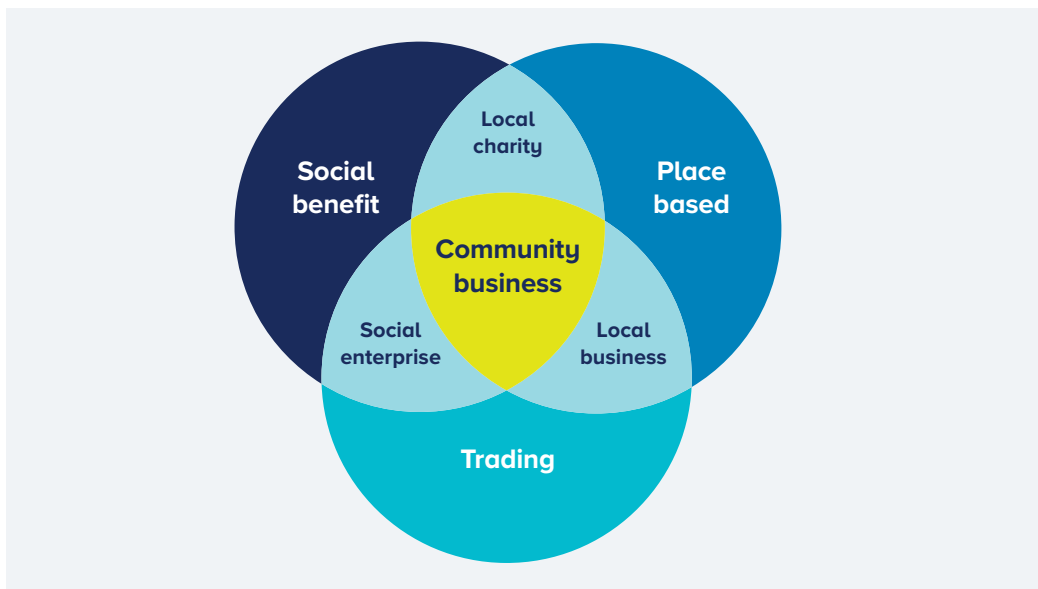 Local
charity
Social
benefit
Place
based
Community
business
Social
enterprise
Local
business
Trading